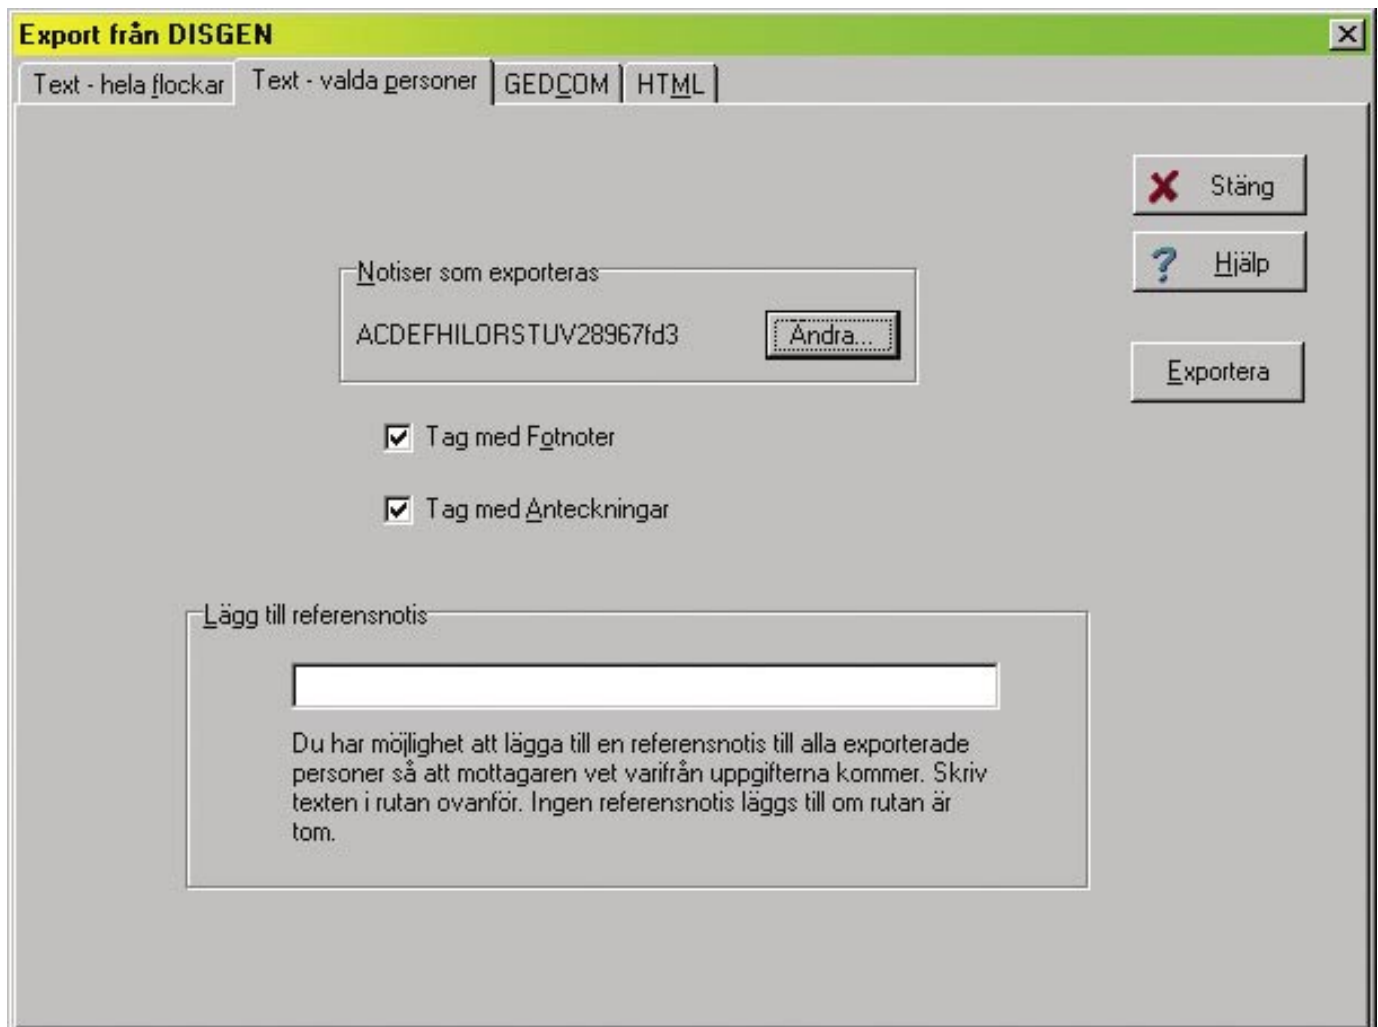 Export från DISGEN
Text - hela flockar
Text - valda personer
GEDCOM
HTML
Stäng
Hjälp
Exportera
Notiser som exporteras
ACDEFHILORSTUV28967fd3
Ändra...
Tag med Fotnoter
Tag med Anteckningar
Lägg till referensnotis
Du har möjlighet att lägga till en referensnotis till alla exporterade
personer så att mottagaren vet varifrån uppgifterna kommer. Skriv
texten i rutan ovanför. Ingen referensnotis läggs till om rutan är
tom.